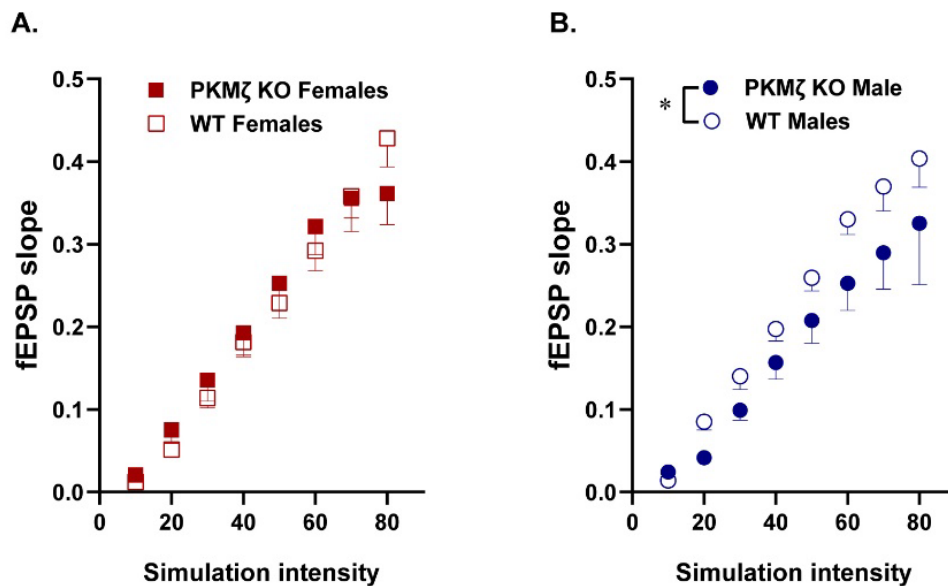 A.
PKMζ KO Females
WT Females
fEPSP slope
0.5
0.4
0.3
0.2
0.1
0.0
0 20 40 60 80
Simulation intensity
B.
*
PKMζ KO Male
WT Males
fEPSP slope
0.5
0.4
0.3
0.2
0.1
0.0
0 20 40 60 80
Simulation intensity